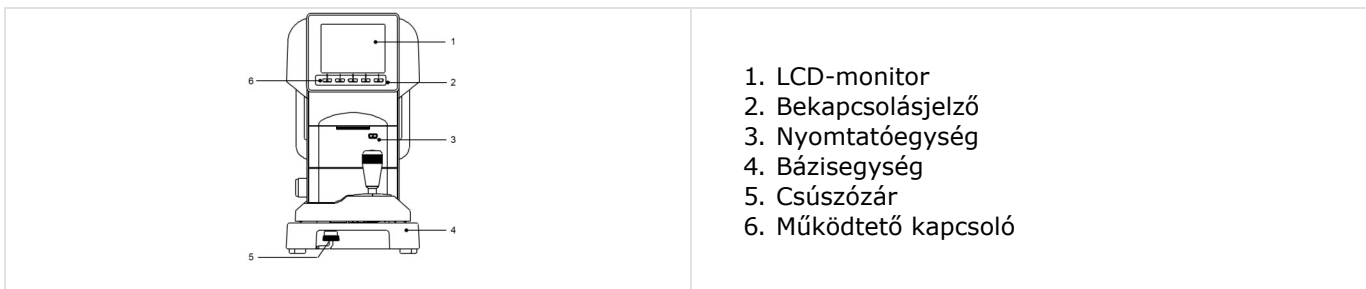 1
6
2
3
4
5
1. LCD-monitor
2. Bekapcsolásjelző
3. Nyomtatóegység
4. Bázisegység
5. Csúszózár
6. Működtető kapcsoló